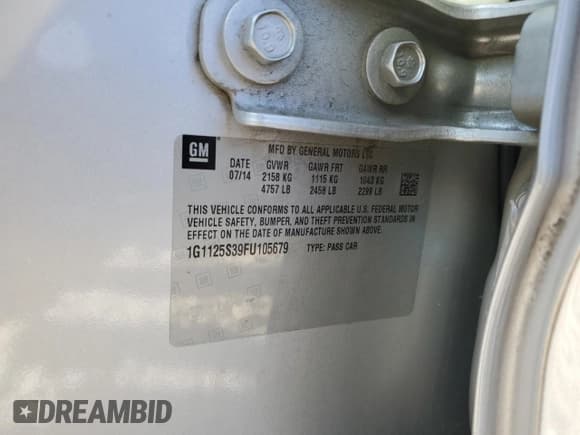 GM
MFD BY GENERAL MOTORS LLC
DATE GVWR GAWR FRT GAWR RR
07/14 2158 KG 1115 KG 1043 KG
4757 LB 2458 LB 2299 LB
THIS VEHICLE CONFORMS TO ALL APPLICABLE U.S. FEDERAL MOTOR
VEHICLE SAFETY, BUMPER, AND THEFT PREVENTION STANDARDS IN
EFFECT ON THE DATE OF MANUFACTURE SHOWN ABOVE.
1G1125S39FU105679 TYPE: PASS CAR
DREAMBID